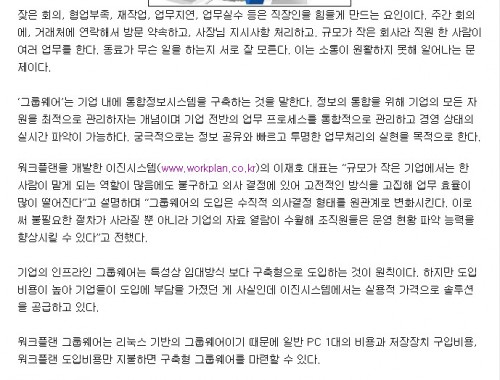 잦은 회의, 협업부족, 재작업, 업무지연, 업무실수 등은 직장인을 힘들게 만드는 요인이다. 주간 회의
에, 거래처에 연락해서 방문 약속하고, 사장님 지시사항 처리하고. 규모가 작은 회사라 직원 한 사람이
여러 업무를 한다. 동료가 무슨 일을 하는지 서로 잘 모른다. 이는 소통이 원활하지 못해 일어나는 문
제이다.
‘그룹웨어’는 기업 내에 통합정보시스템을 구축하는 것을 말한다. 정보의 통합을 위해 기업의 모든 자
원을 최적으로 관리하자는 개념이며 기업 전반의 업무 프로세스를 통합적으로 관리하고 경영 상태의
실시간 파악이 가능하다. 궁극적으로는 정보 공유와 빠르고 투명한 업무처리의 실현을 목적으로 한다.
워크플랜을 개발한 이진시스템(www.workplan.co.kr)의 이재호 대표는 “규모가 작은 기업에서는 한
사람이 맡게 되는 역할이 많음에도 불구하고 의사 결정에 있어 고전적인 방식을 고집해 업무 효율이
많이 떨어진다”고 설명하며 “그룹웨어의 도입은 수직적 의사결정 형태를 원관계로 변화시킨다. 이로
써 불필요한 절차가 사라질 뿐 아니라 기업의 자료 열람이 수월해 조직원들은 운영 현황 파악 능력을
향상시킬 수 있다”고 전했다.
기업의 인프라인 그룹웨어는 특성상 임대방식 보다 구축형으로 도입하는 것이 원칙이다. 하지만 도입
비용이 높아 기업들이 도입에 부담을 가졌던 게 사실인데 이진시스템에서는 실용적 가격으로 솔루션
을 공급하고 있다.
워크플랜 그룹웨어는 리눅스 기반의 그룹웨어이기 때문에 일반 PC 1대의 비용과 저장장치 구입비용,
워크플랜 도입비용만 지불하면 구축형 그룹웨어를 마련할 수 있다.